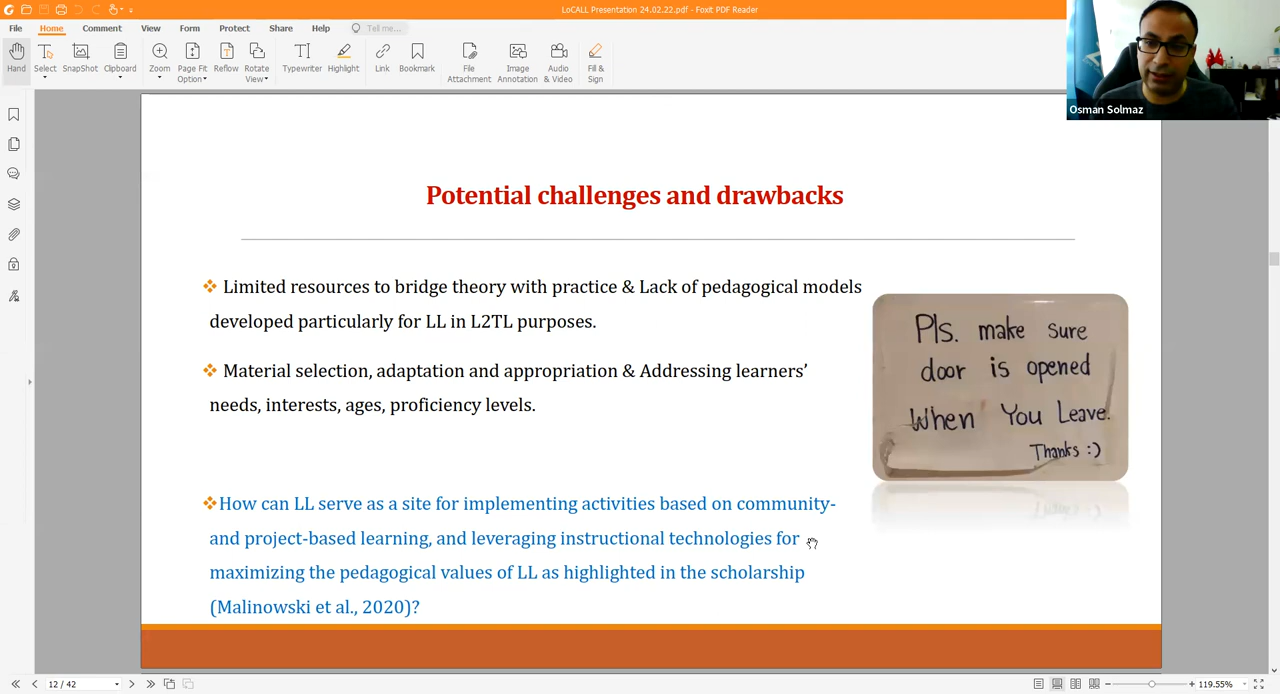 LoCALL Presentation 24.02.22.pdf - Foxit PDF Reader
File Home Comment View Form Protect Share Help Tell me...
Hand Select SnapShot Clipboard Zoom Page Fit Option Reflow Rotate View Typewriter Highlight Link Bookmark File Attachment Image Annotation Audio & Video Fill & Sign
Osman Solmaz
Potential challenges and drawbacks
Limited resources to bridge theory with practice & Lack of pedagogical models
developed particularly for LL in L2TL purposes.
Material selection, adaptation and appropriation & Addressing learners'
needs, interests, ages, proficiency levels.
Pls. make sure
door is opened
When You Leave.
Thanks :)
How can LL serve as a site for implementing activities based on community-
and project-based learning, and leveraging instructional technologies for
maximizing the pedagogical values of LL as highlighted in the scholarship
(Malinowski et al., 2020)?
12 / 42
119.55%